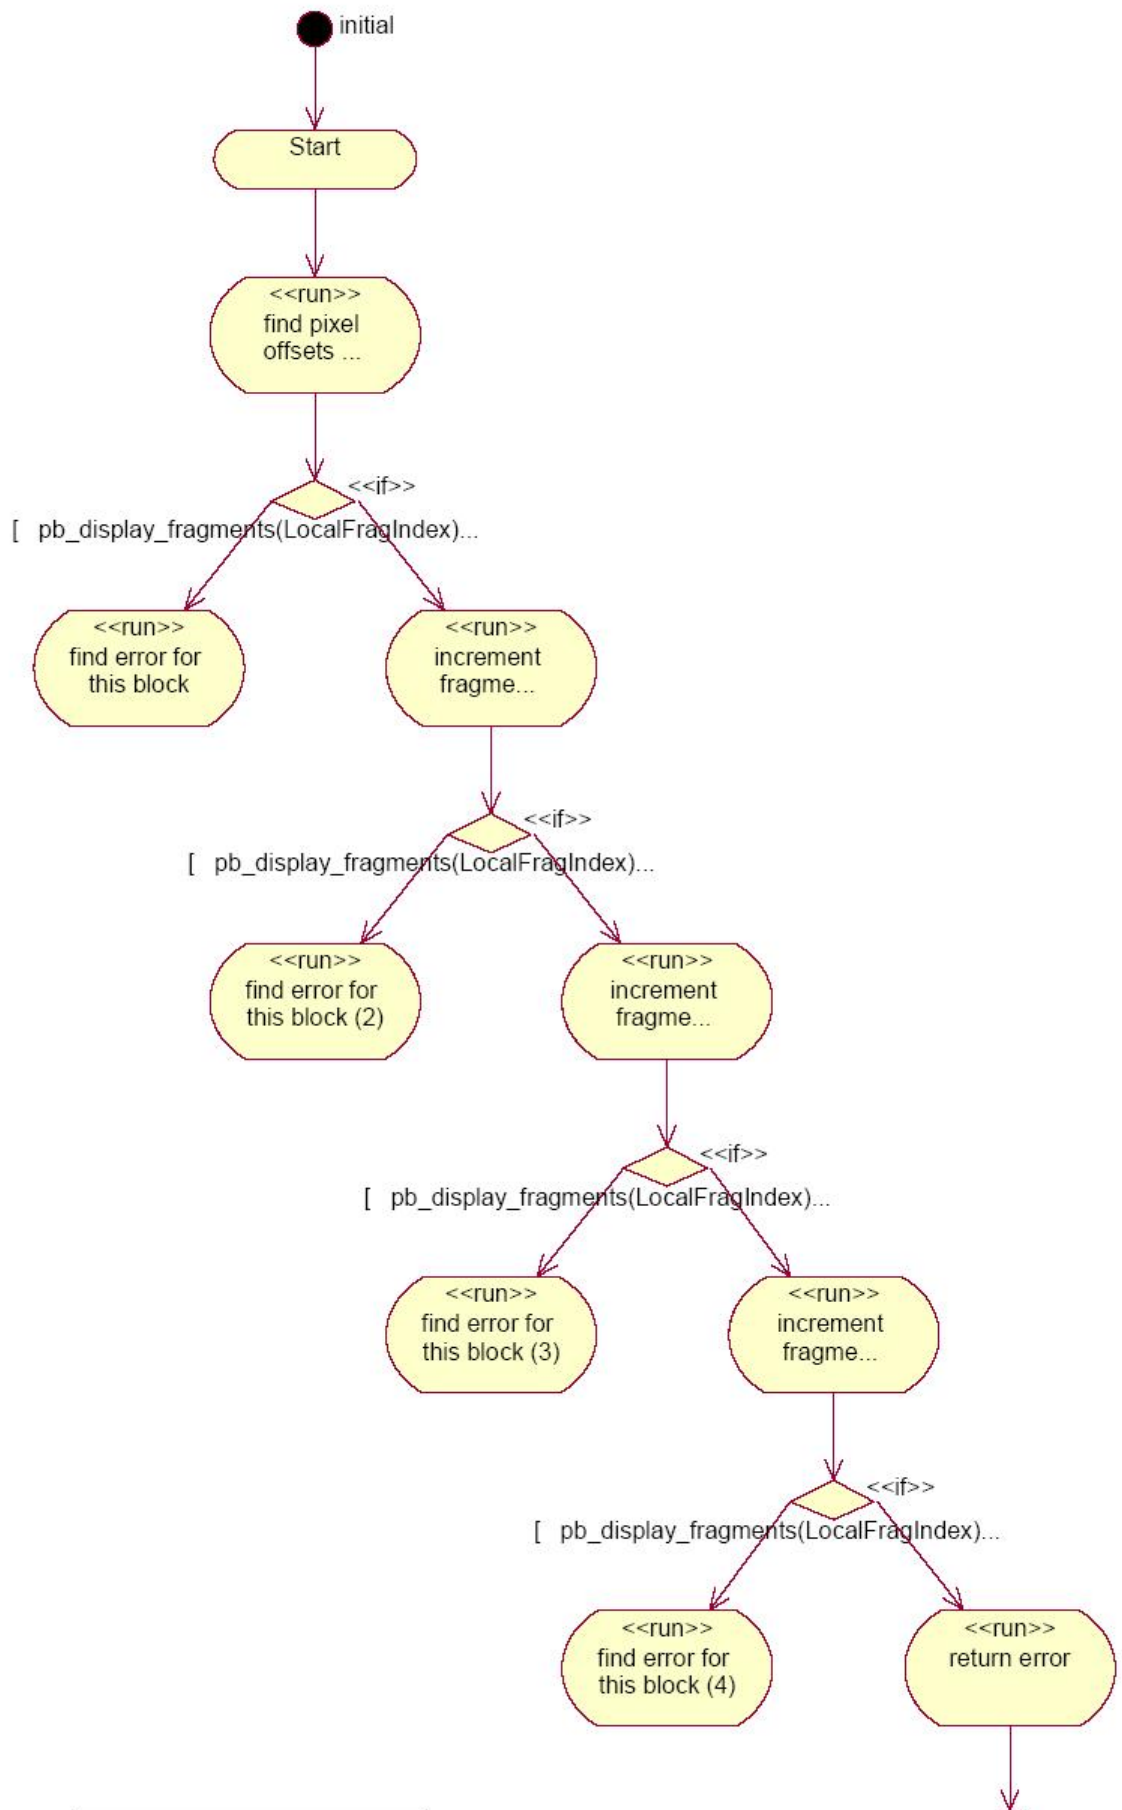 initial
Start
<<run>>
find pixel
offsets ...
<<if>>
[ pb_display_fragments(LocalFragIndex)...
<<run>>
find error for
this block
<<run>>
increment
fragme...
<<if>>
[ pb_display_fragments(LocalFragIndex)...
<<run>>
find error for
this block (2)
<<run>>
increment
fragme...
<<if>>
[ pb_display_fragments(LocalFragIndex)...
<<run>>
find error for
this block (3)
<<run>>
increment
fragme...
<<if>>
[ pb_display_fragments(LocalFragIndex)...
<<run>>
find error for
this block (4)
<<run>>
return error